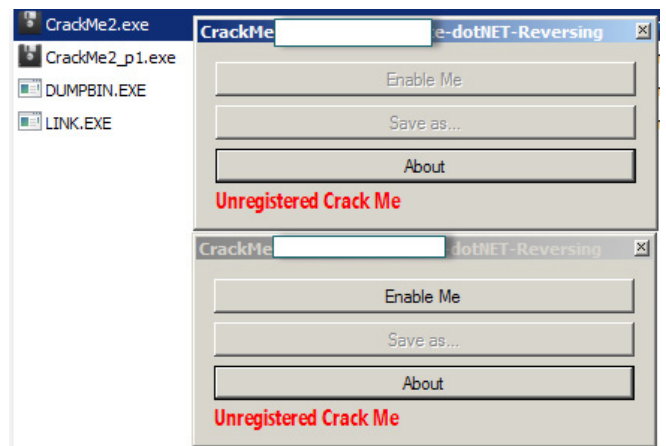 CrackMe2.exe
CrackMe2_p1.exe
DUMPBIN.EXE
LINK.EXE
CrackMe e-dotNET-Reversing
Enable Me
Save as...
About
Unregistered Crack Me
CrackMe -dotNET-Reversing
Enable Me
Save as...
About
Unregistered Crack Me